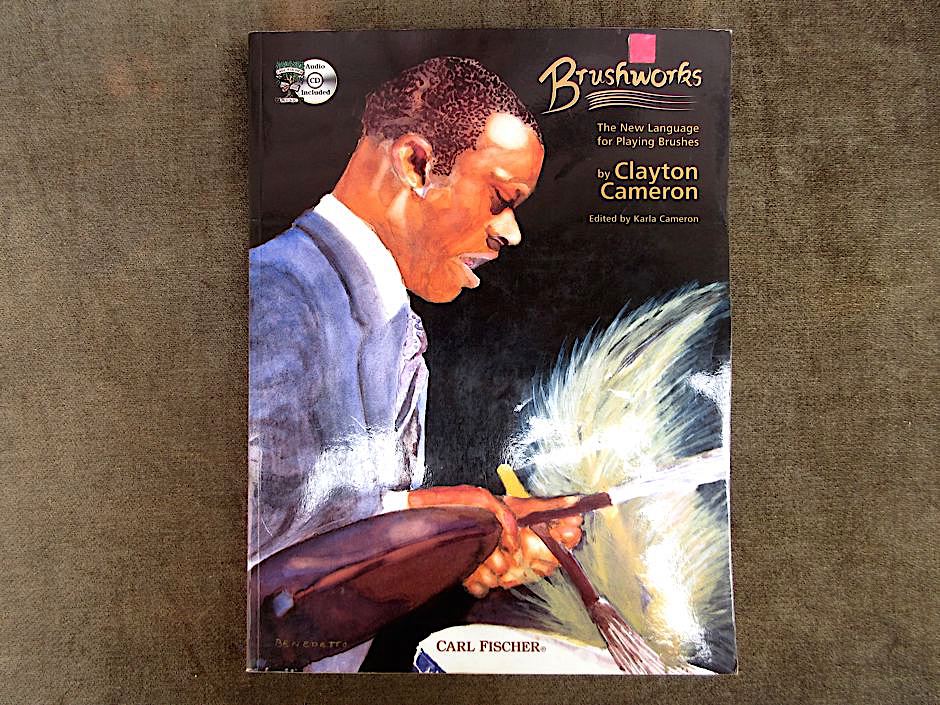 Audio
CD
Included
Brushworks
The New Language
for Playing Brushes
by Clayton
Cameron
Edited by Karla Cameron
BENEDETTO
CARL FISCHER®